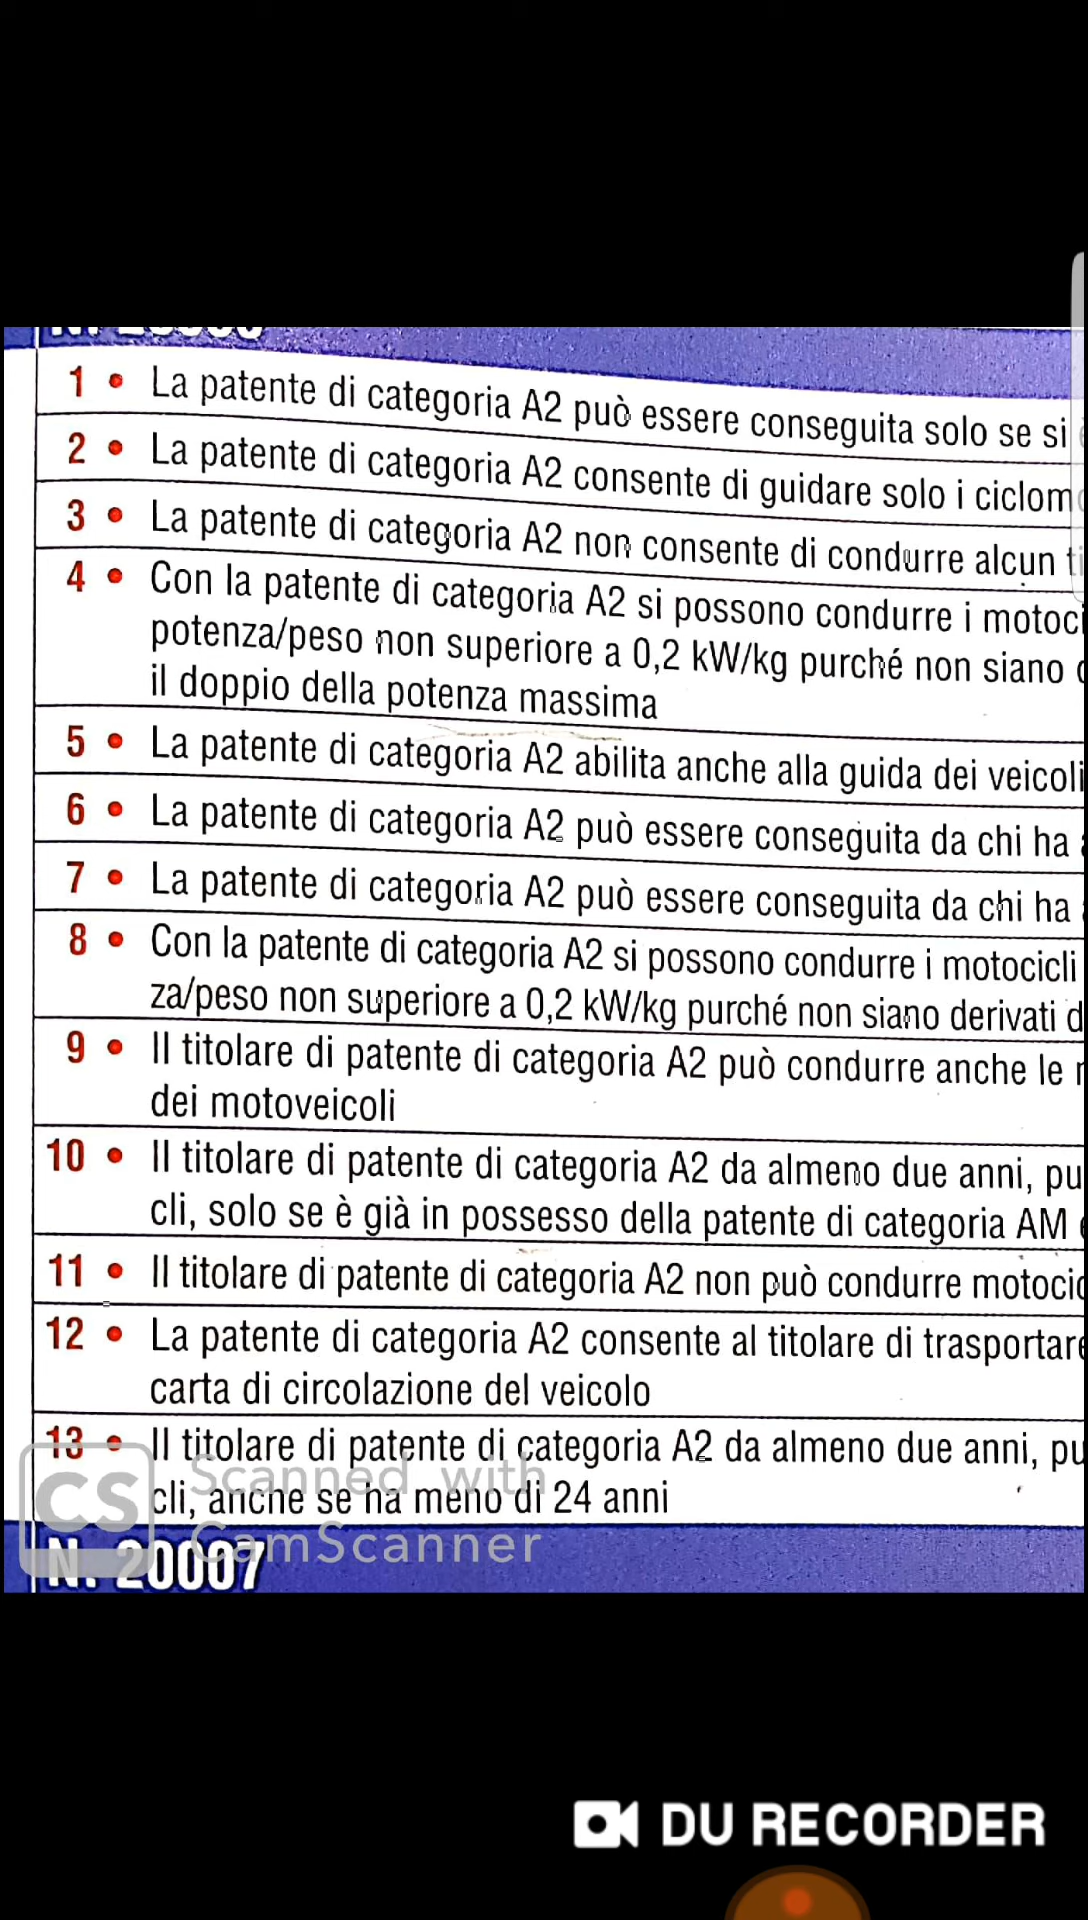 1 • La patente di categoria A2 può essere conseguita solo se si
2 • La patente di categoria A2 consente di guidare solo i ciclom
3 • La patente di categoria A2 non consente di condurre alcun ti
4 • Con la patente di categoria A2 si possono condurre i motoci
potenza/peso non superiore a 0,2 kW/kg purché non siano
il doppio della potenza massima
5 • La patente di categoria A2 abilita anche alla guida dei veicoli
6 • La patente di categoria A2 può essere conseguita da chi ha
7 • La patente di categoria A2 può essere conseguita da chi ha
8 • Con la patente di categoria A2 si possono condurre i motocicli
za/peso non superiore a 0,2 kW/kg purché non siano derivati d
9 • Il titolare di patente di categoria A2 può condurre anche le
dei motoveicoli
10 • Il titolare di patente di categoria A2 da almeno due anni, pu
cli, solo se è già in possesso della patente di categoria AM
11 • Il titolare di patente di categoria A2 non può condurre motocic
12 • La patente di categoria A2 consente al titolare di trasportare
carta di circolazione del veicolo
13 • Il titolare di patente di categoria A2 da almeno due anni, pu
cli, anche se ha meno di 24 anni
CS Scanned with
CamScanner
N. 20007
DU RECORDER